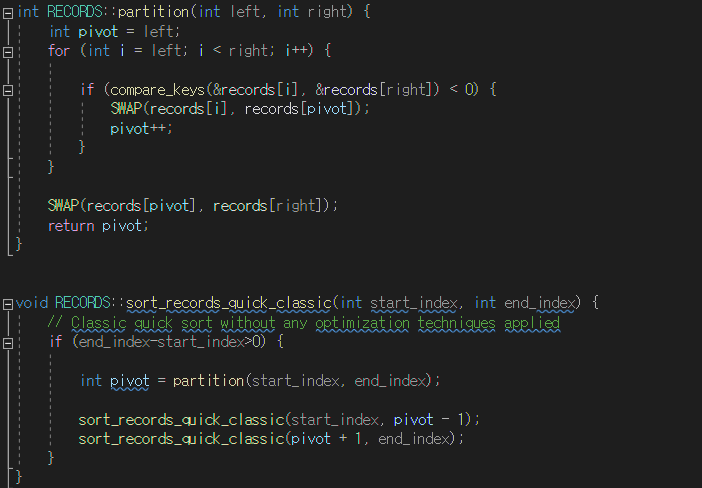 int RECORDS::partition(int left, int right) {
int pivot = left;
for (int i = left; i < right; i++) {
if (compare_keys(&records[i], &records[right]) < 0) {
SWAP(records[i], records[pivot]);
pivot++;
}
}
SWAP(records[pivot], records[right]);
return pivot;
}
void RECORDS::sort_records_quick_classic(int start_index, int end_index) {
// Classic quick sort without any optimization techniques applied
if (end_index-start_index>0) {
int pivot = partition(start_index, end_index);
sort_records_quick_classic(start_index, pivot - 1);
sort_records_quick_classic(pivot + 1, end_index);
}
}